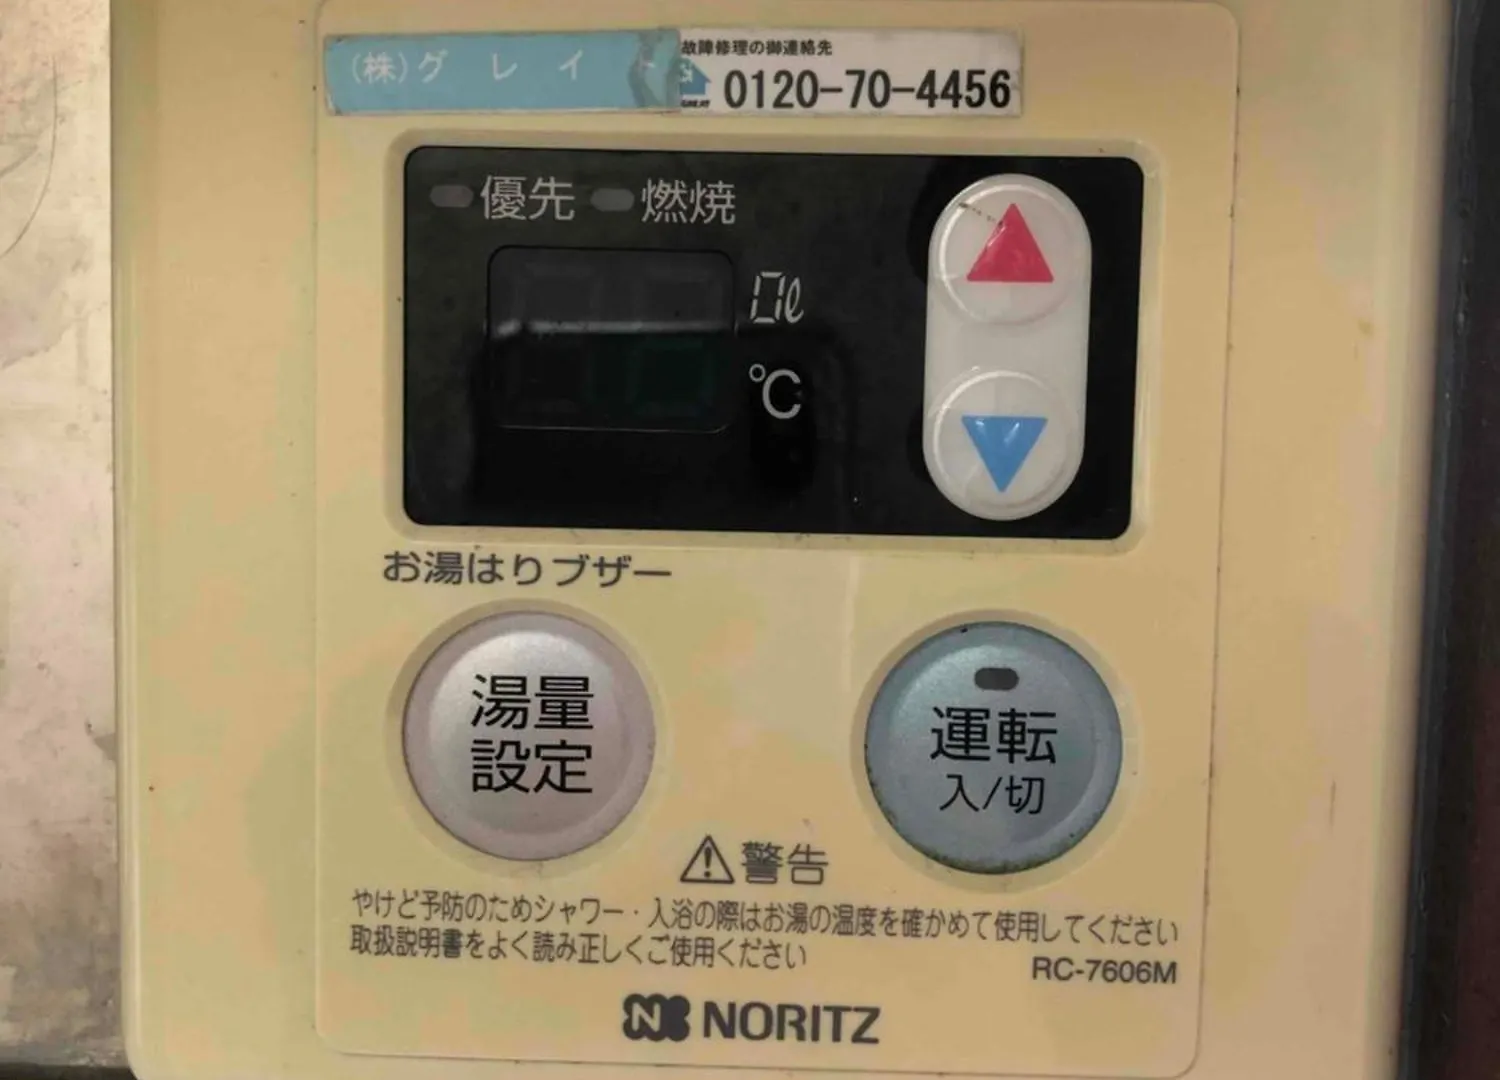 (株)グレイト
故障修理の御連絡先
GREAT
0120-70-4456
優先 燃焼
0ℓ
℃
お湯はりブザー
湯量
設定
運転
入/切
警告
やけど予防のためシャワー・入浴の際はお湯の温度を確かめて使用してください
取扱説明書をよく読み正しくご使用ください
RC-7606M
N NORITZ